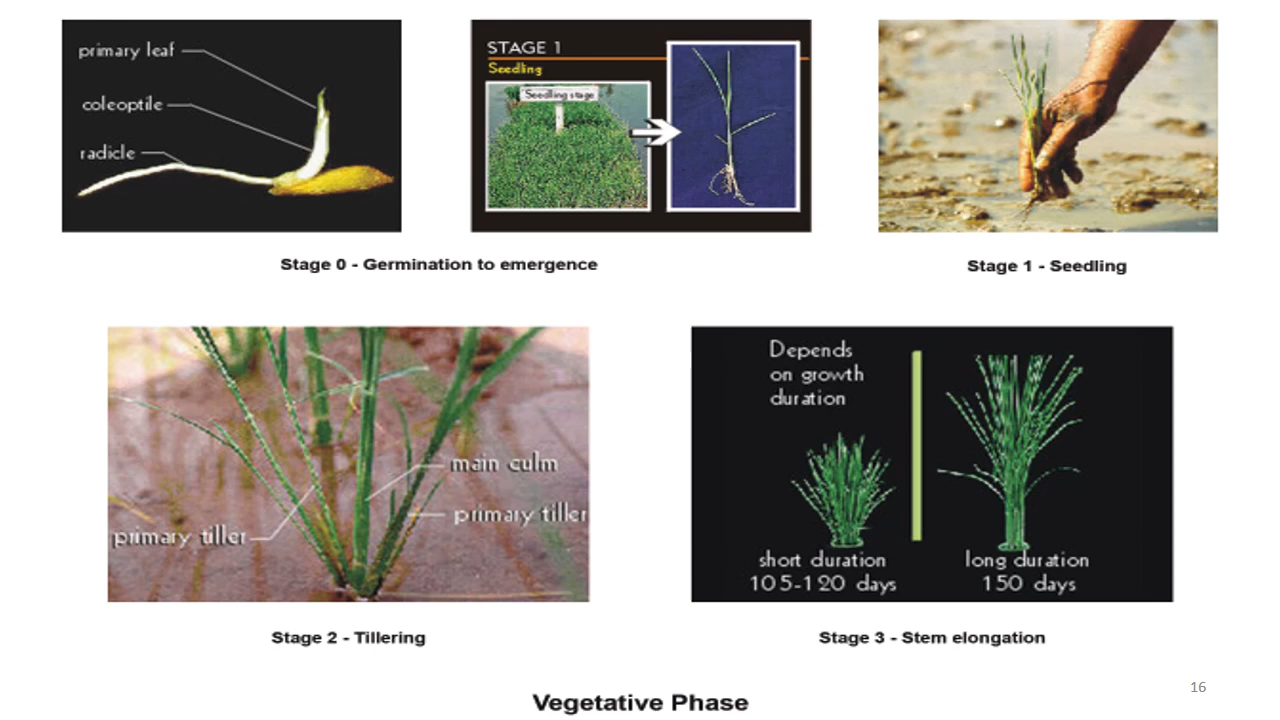 primary leaf
coleoptile
radicle
STAGE 1
Seedling
Seedling stage
Stage 0 - Germination to emergence
Stage 1 - Seedling
main culm
primary tiller
primary tiller
Depends
on growth
duration
short duration
105-120 days
long duration
150 days
Stage 2 - Tillering
Stage 3 - Stem elongation
16
Vegetative Phase